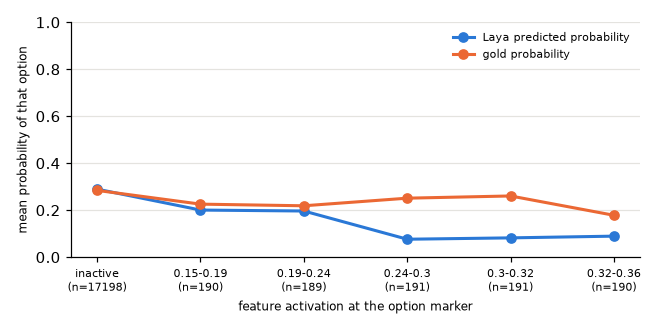 1.0
0.8
0.6
0.4
0.2
0.0
mean probability of that option
Laya predicted probability
gold probability
inactive
(n=17198)
0.15-0.19
(n=190)
0.19-0.24
(n=189)
0.24-0.3
(n=191)
0.3-0.32
(n=191)
0.32-0.36
(n=190)
feature activation at the option marker